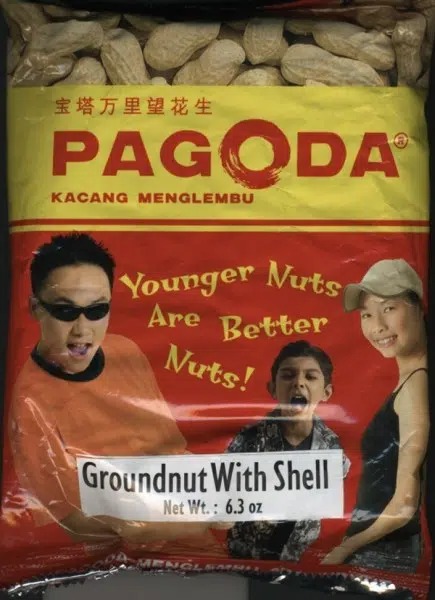 宝塔万里望花生
PAGODA®
KACANG MENGLEMBU
Younger Nuts
Are Better
Nuts!
Groundnut With Shell
Net Wt.: 6.3 oz